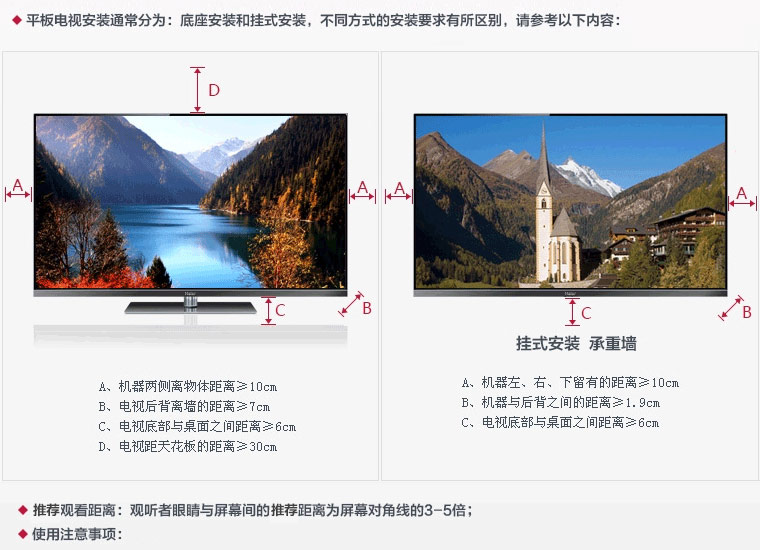 平板电视安装通常分为：底座安装和挂式安装，不同方式的安装要求有所区别，请参考以下内容：
D
A
A
C
B
A、机器两侧离物体距离≥10cm
B、电视后背离墙的距离≥7cm
C、电视底部与桌面之间距离≥6cm
D、电视距天花板的距离≥30cm
A
A
C
B
挂式安装 承重墙
A、机器左、右、下留有的距离≥10cm
B、机器与后背之间的距离≥1.9cm
C、电视底部与桌面之间距离≥6cm
推荐观看距离：观听者眼睛与屏幕间的推荐距离为屏幕对角线的3-5倍；
使用注意事项：